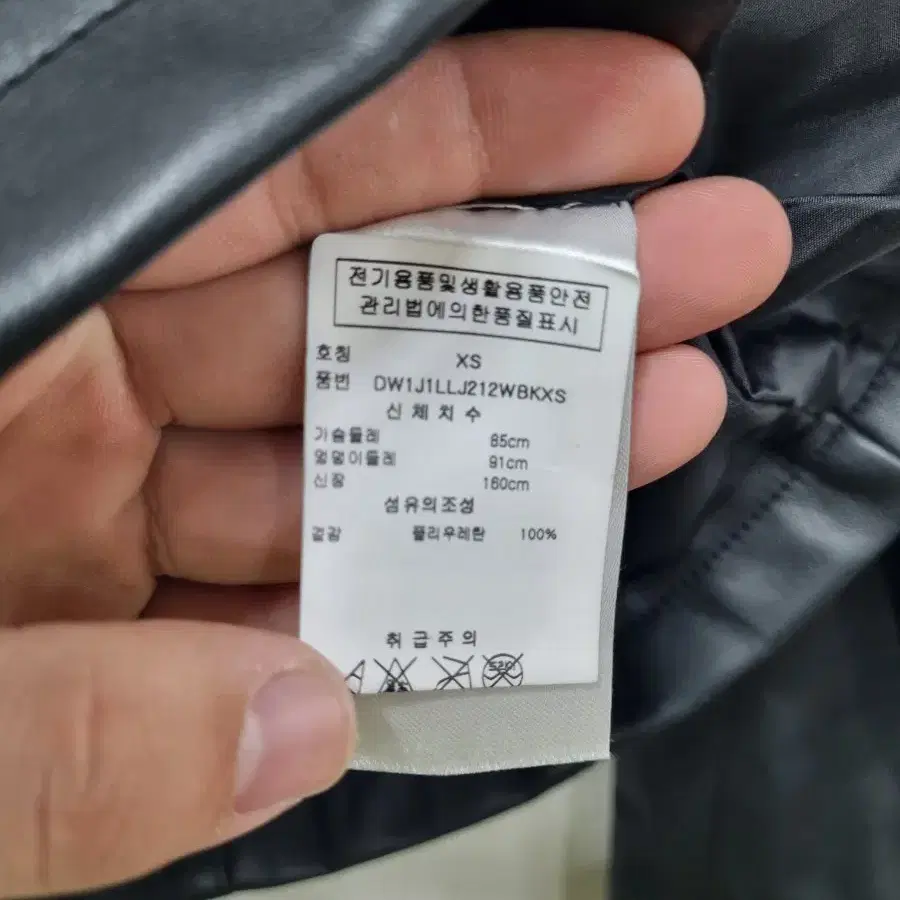 전기용품및생활용품안전
관리법에의한품질표시
호칭 XS
품번 DW1J1LLJ212WBKXS
신체치수
가슴둘레 85cm
엉덩이둘레 91cm
신장 160cm
섬유의조성
겉감 폴리우레탄 100%
취급주의